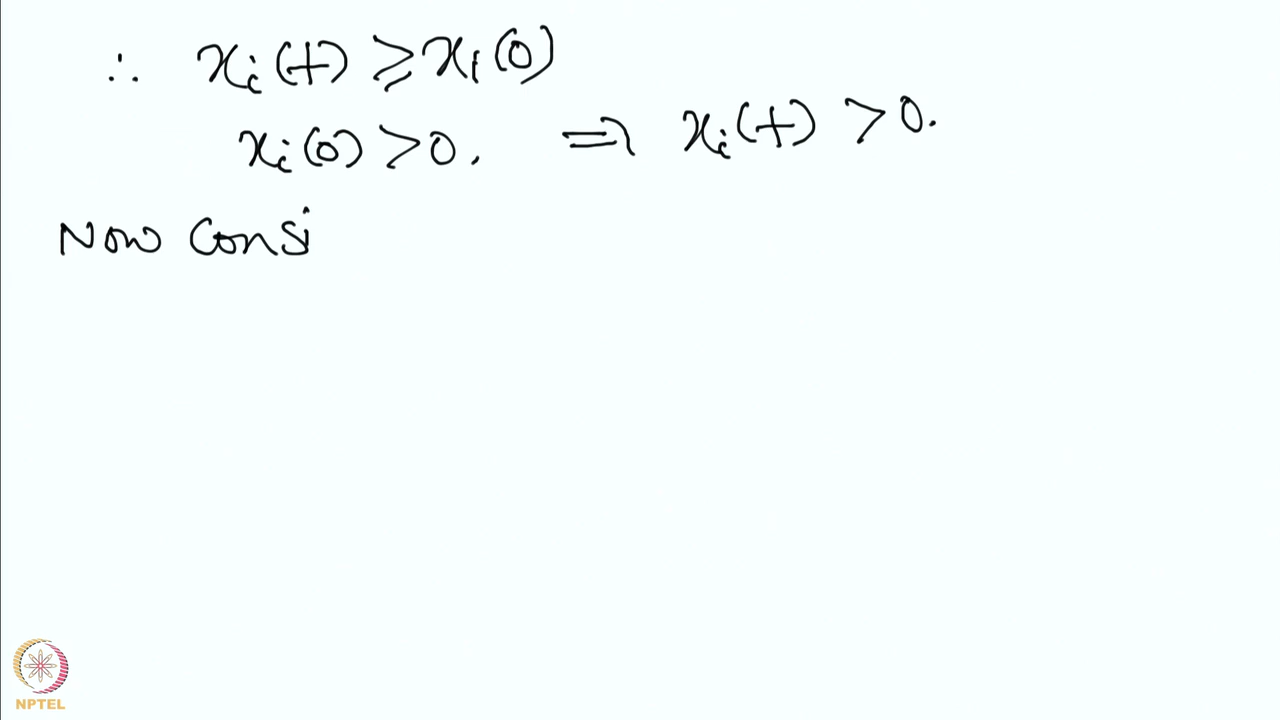 ∴ xᵢ(t) ≥ xᵢ(0)
xᵢ(0) > 0, ⇒ xᵢ(t) > 0.
Now Consi
NPTEL